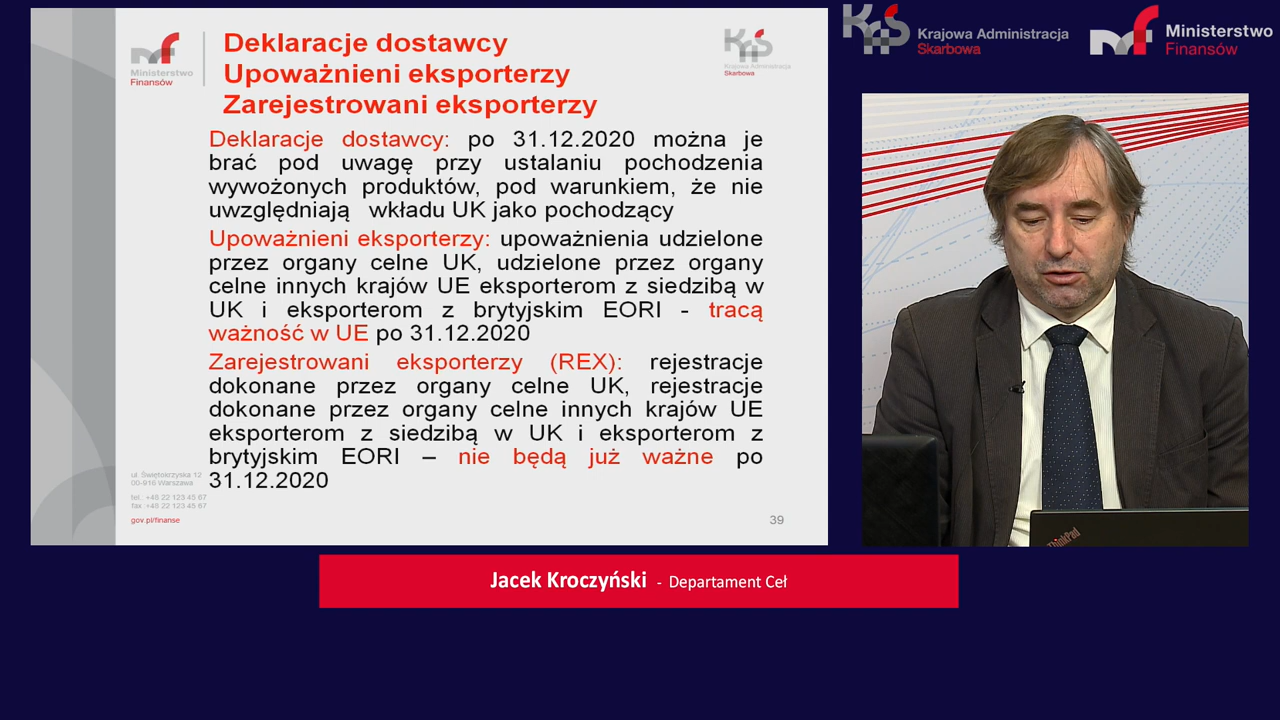 Deklaracje dostawcy
Upoważnieni eksporterzy
Zarejestrowani eksporterzy
Ministerstwo
Finansów
KAS
Krajowa Administracja
Skarbowa
Deklaracje dostawcy: po 31.12.2020 można je
brać pod uwagę przy ustalaniu pochodzenia
wywożonych produktów, pod warunkiem, że nie
uwzględniają wkładu UK jako pochodzący
Upoważnieni eksporterzy: upoważnienia udzielone
przez organy celne UK, udzielone przez organy
celne innych krajów UE eksporterom z siedzibą w
UK i eksporterom z brytyjskim EORI - tracą
ważność w UE po 31.12.2020
Zarejestrowani eksporterzy (REX): rejestracje
dokonane przez organy celne UK, rejestracje
dokonane przez organy celne innych krajów UE
eksporterom z siedzibą w UK i eksporterom z
brytyjskim EORI – nie będą już ważne po
31.12.2020
ul. Świętokrzyska 12
00-916 Warszawa
tel.: +48 22 123 45 67
fax :+48 22 123 45 67
gov.pl/finanse
39
KAS
Krajowa Administracja
Skarbowa
Ministerstwo
Finansów
ThinkPad
Jacek Kroczyński - Departament Ceł